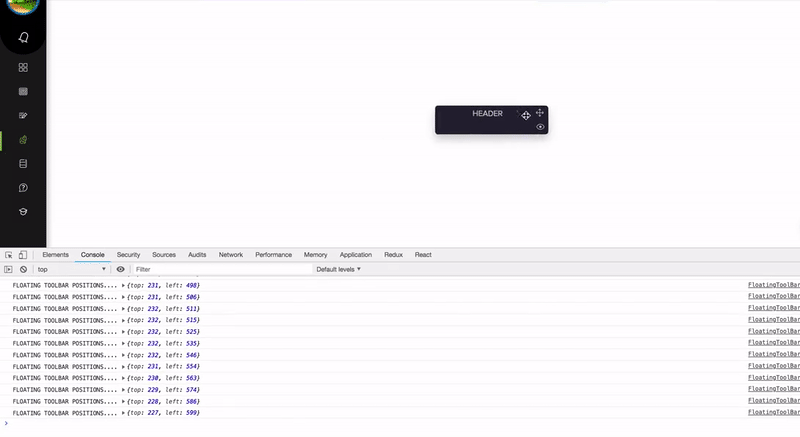 HEADER
Elements Console Security Sources Audits Network Performance Memory Application Redux React
top Filter Default levels
FLOATING TOOLBAR POSITIONS.... {top: 231, left: 498} FloatingToolBar
FLOATING TOOLBAR POSITIONS.... {top: 231, left: 506} FloatingToolBar
FLOATING TOOLBAR POSITIONS.... {top: 232, left: 511} FloatingToolBar
FLOATING TOOLBAR POSITIONS.... {top: 232, left: 515} FloatingToolBar
FLOATING TOOLBAR POSITIONS.... {top: 232, left: 525} FloatingToolBar
FLOATING TOOLBAR POSITIONS.... {top: 232, left: 535} FloatingToolBar
FLOATING TOOLBAR POSITIONS.... {top: 232, left: 546} FloatingToolBar
FLOATING TOOLBAR POSITIONS.... {top: 231, left: 554} FloatingToolBar
FLOATING TOOLBAR POSITIONS.... {top: 230, left: 563} FloatingToolBar
FLOATING TOOLBAR POSITIONS.... {top: 229, left: 574} FloatingToolBar
FLOATING TOOLBAR POSITIONS.... {top: 228, left: 586} FloatingToolBar
FLOATING TOOLBAR POSITIONS.... {top: 227, left: 599} FloatingToolBar
>